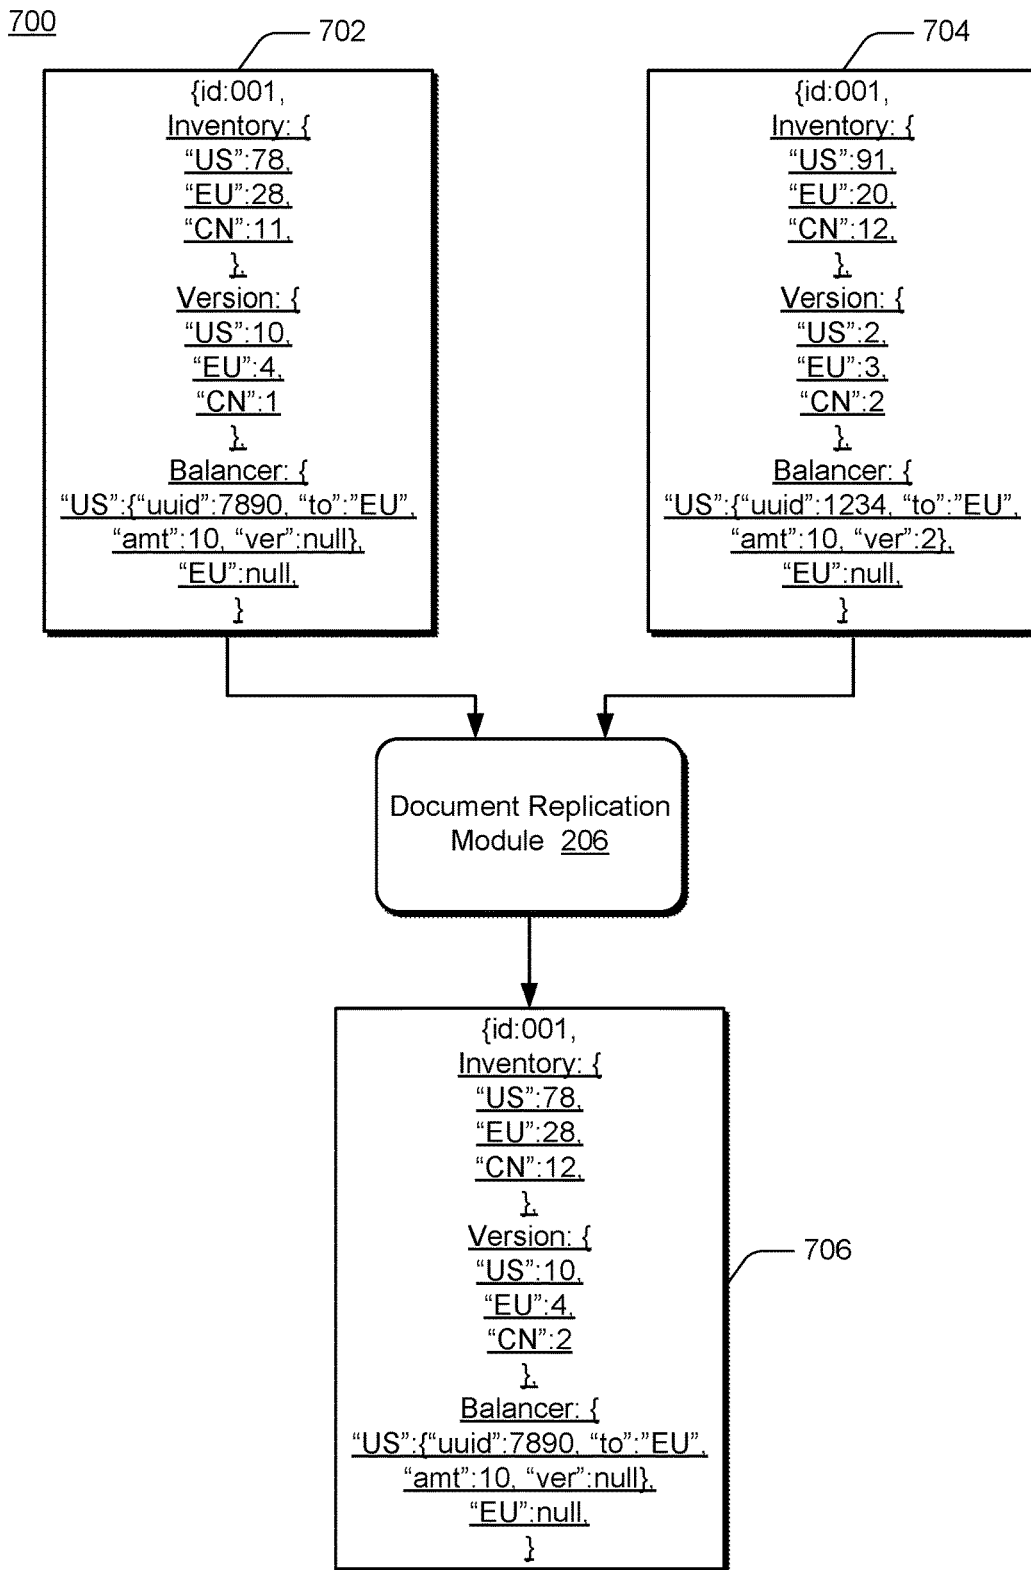 700
702
{id:001,
Inventory: {
“US”:78,
“EU”:28,
“CN”:11,
},
Version: {
“US”:10,
“EU”:4,
“CN”:1
},
Balancer: {
“US”:{“uuid”:7890, “to”:”EU”,
“amt”:10, “ver”:null},
“EU”:null,
}
704
{id:001,
Inventory: {
“US”:91,
“EU”:20,
“CN”:12,
},
Version: {
“US”:2,
“EU”:3,
“CN”:2
},
Balancer: {
“US”:{“uuid”:1234, “to”:”EU”,
“amt”:10, “ver”:2},
“EU”:null,
}
Document Replication
Module 206
706
{id:001,
Inventory: {
“US”:78,
“EU”:28,
“CN”:12,
},
Version: {
“US”:10,
“EU”:4,
“CN”:2
},
Balancer: {
“US”:{“uuid”:7890, “to”:”EU”,
“amt”:10, “ver”:null},
“EU”:null,
}